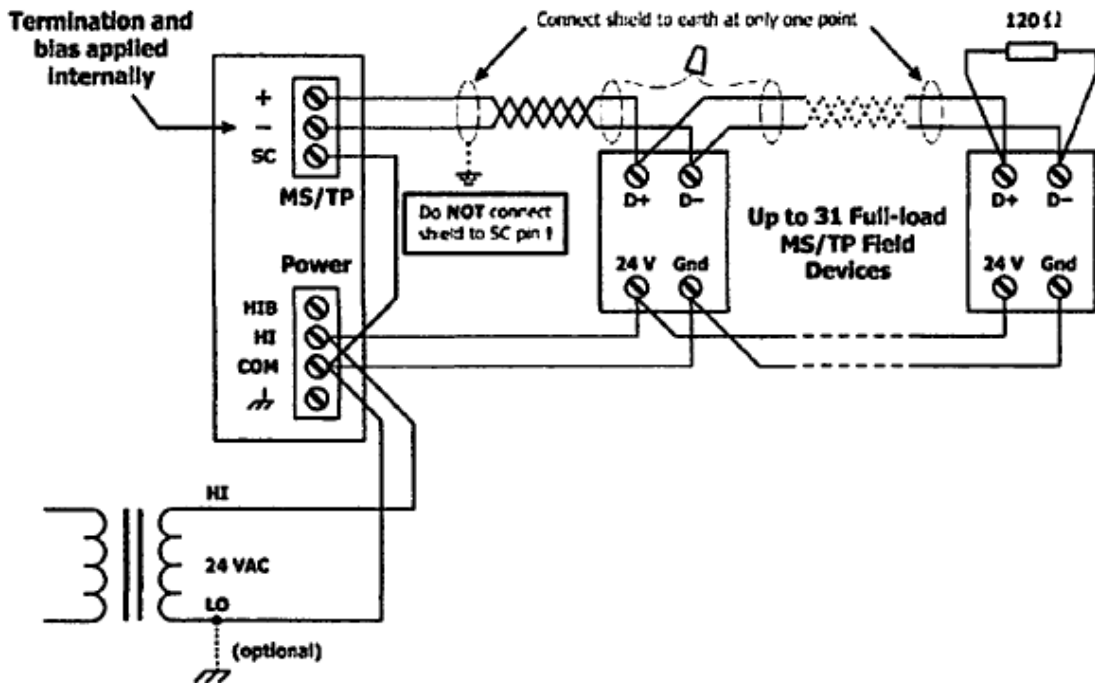 Termination and
bias applied
internally
Connect shield to earth at only one point
120 Ω
+
−
SC
MS/TP
Do NOT connect
shield to SC pin !
D+ D−
Up to 31 Full-load
MS/TP Field
Devices
D+ D−
Power
24 V Gnd
24 V Gnd
HIB
HI
COM
HI
24 VAC
LO
(optional)